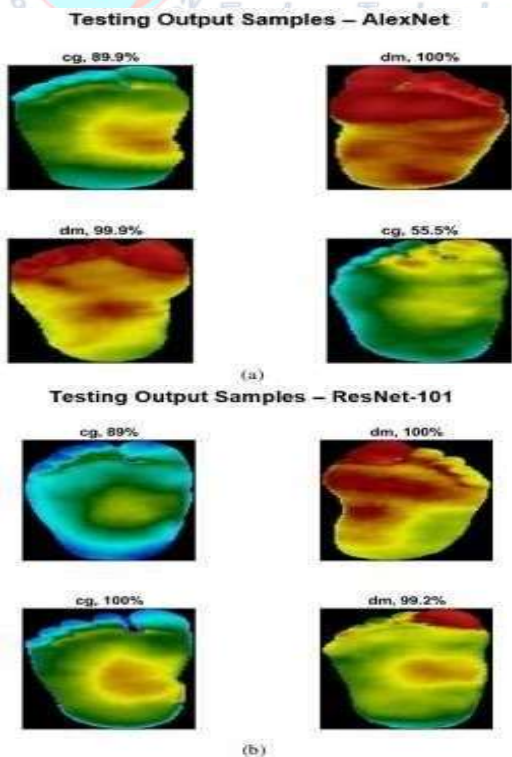 Testing Output Samples – AlexNet
cg, 89.9%
dm, 100%
dm, 99.9%
cg, 55.5%
(a)
Testing Output Samples – ResNet-101
cg, 89%
dm, 100%
cg, 100%
dm, 99.2%
(b)